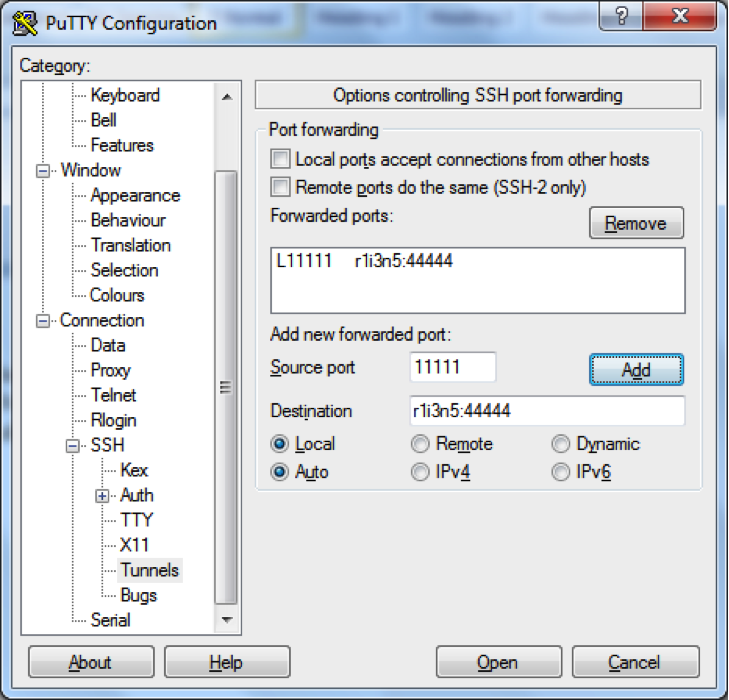 PuTTY Configuration
?
X
Category:
Keyboard
Bell
Features
Window
Appearance
Behaviour
Translation
Selection
Colours
Connection
Data
Proxy
Telnet
Rlogin
SSH
Kex
Auth
TTY
X11
Tunnels
Bugs
Serial
Options controlling SSH port forwarding
Port forwarding
Local ports accept connections from other hosts
Remote ports do the same (SSH-2 only)
Forwarded ports:
Remove
L11111 r1i3n5:44444
Add new forwarded port:
Source port 11111 Add
Destination r1i3n5:44444
Local Remote Dynamic
Auto IPv4 IPv6
About Help Open Cancel